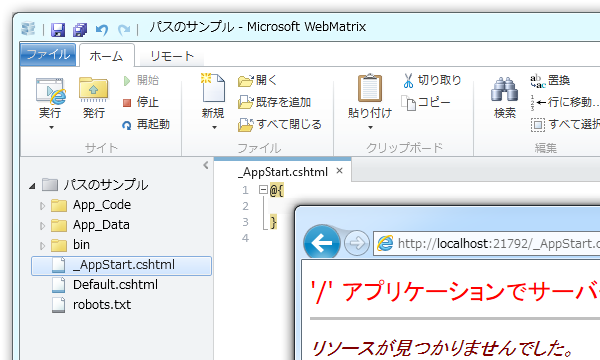 パスのサンプル - Microsoft WebMatrix
ファイル ホーム リモート
実行
発行
開始
停止
再起動
サイト
新規
開く
既存を追加
すべて閉じる
ファイル
貼り付け
切り取り
コピー
クリップボード
検索
置換
行に移動...
すべて選択
編集
パスのサンプル
App_Code
App_Data
bin
_AppStart.cshtml
Default.cshtml
robots.txt
_AppStart.cshtml ×
1 @{
2
3 }
4
http://localhost:21792/_AppStart.c
'/' アプリケーションでサーバ
リソースが見つかりませんでした。